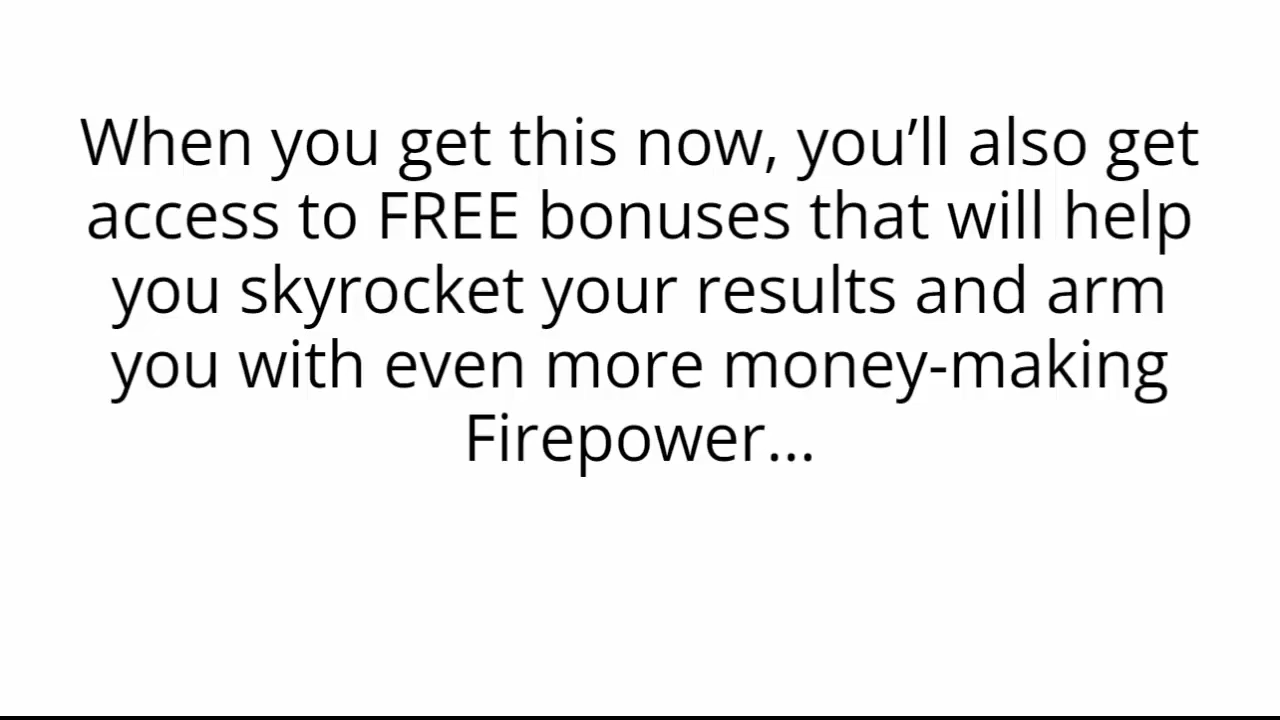 When you get this now, you’ll also get
access to FREE bonuses that will help
you skyrocket your results and arm
you with even more money-making
Firepower...